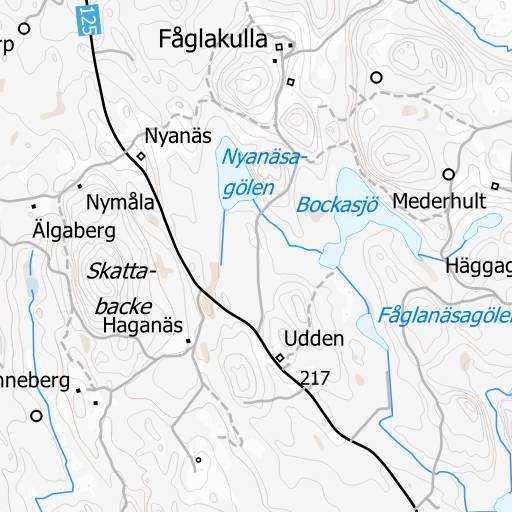 125
Fåglakulla
rp
Nyanäs
Nyanäsa-
gölen
Nymåla
Bockasjö
Mederhult
Älgaberg
Skatta-
backe
Häggag
Haganäs
Fåglanäsagölen
Udden
nneberg
217